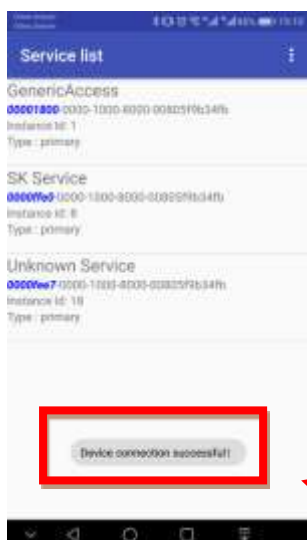 Service list
GenericAccess
00001800-0000-1000-8000-00805f9b34fb
Instance Id: 1
Type : primary
SK Service
0000ffe0-0000-1000-8000-00805f9b34fb
Instance Id: 8
Type : primary
Unknown Service
0000fee7-0000-1000-8000-00805f9b34fb
Instance Id: 18
Type : primary
Device connection successful!